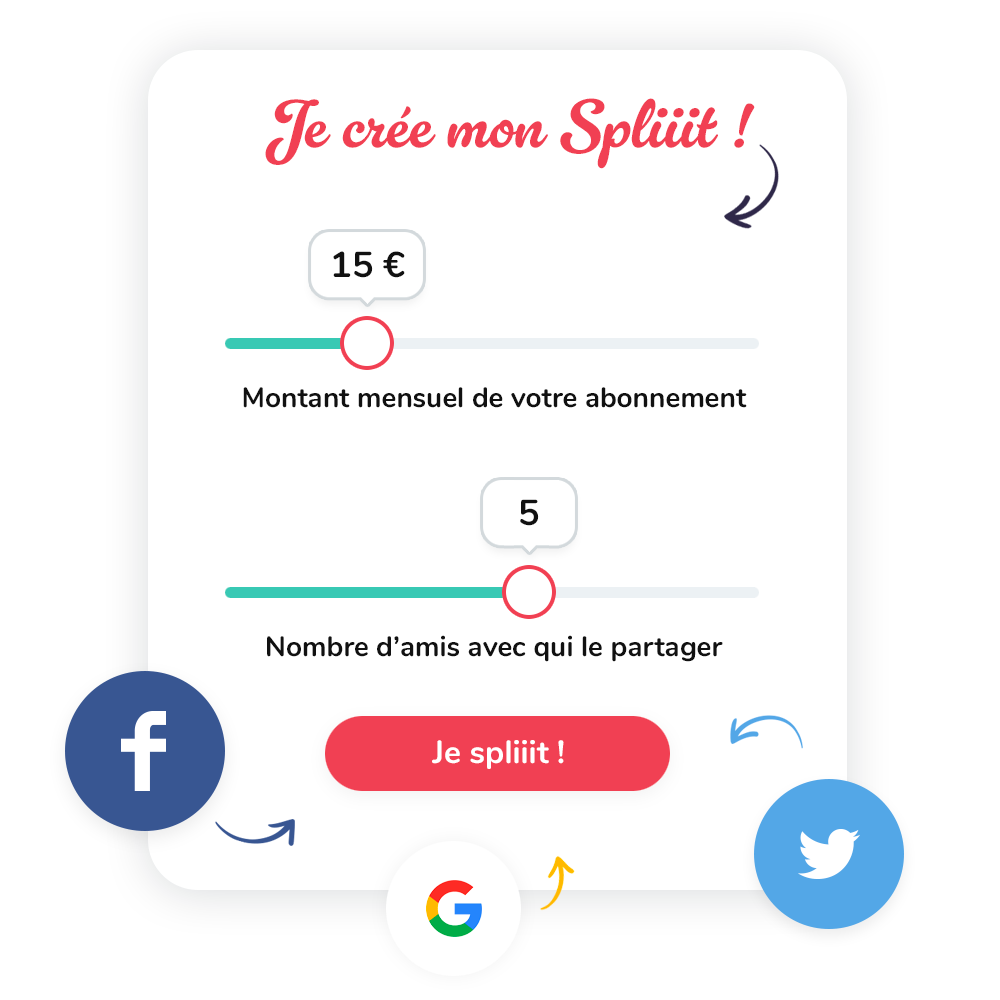 Je crée mon Spliiit !
15 €
Montant mensuel de votre abonnement
5
Nombre d’amis avec qui le partager
Je spliiit !